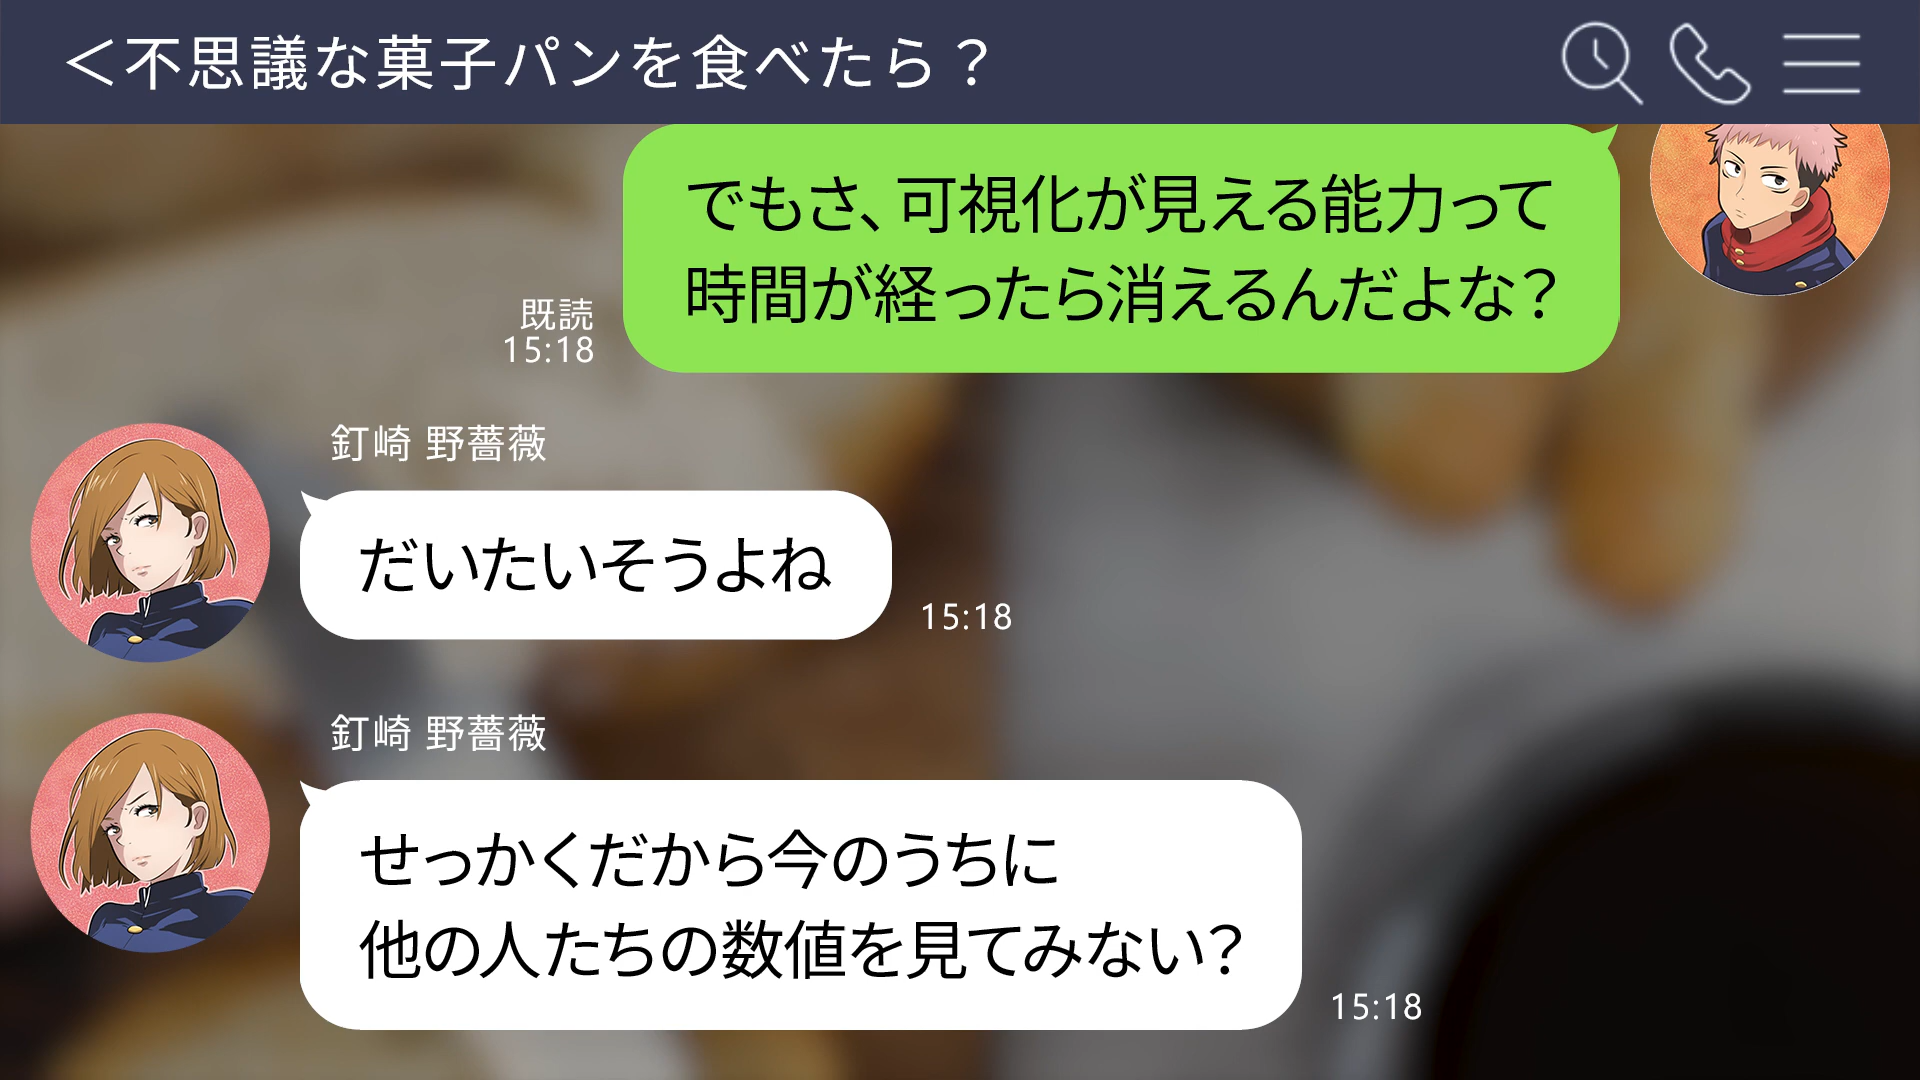 ＜不思議な菓子パンを食べたら？
でもさ、可視化が見える能力って
時間が経ったら消えるんだよな？
既読
15:18
釘崎 野薔薇
だいたいそうよね
15:18
釘崎 野薔薇
せっかくだから今のうちに
他の人たちの数値を見てみない？
15:18